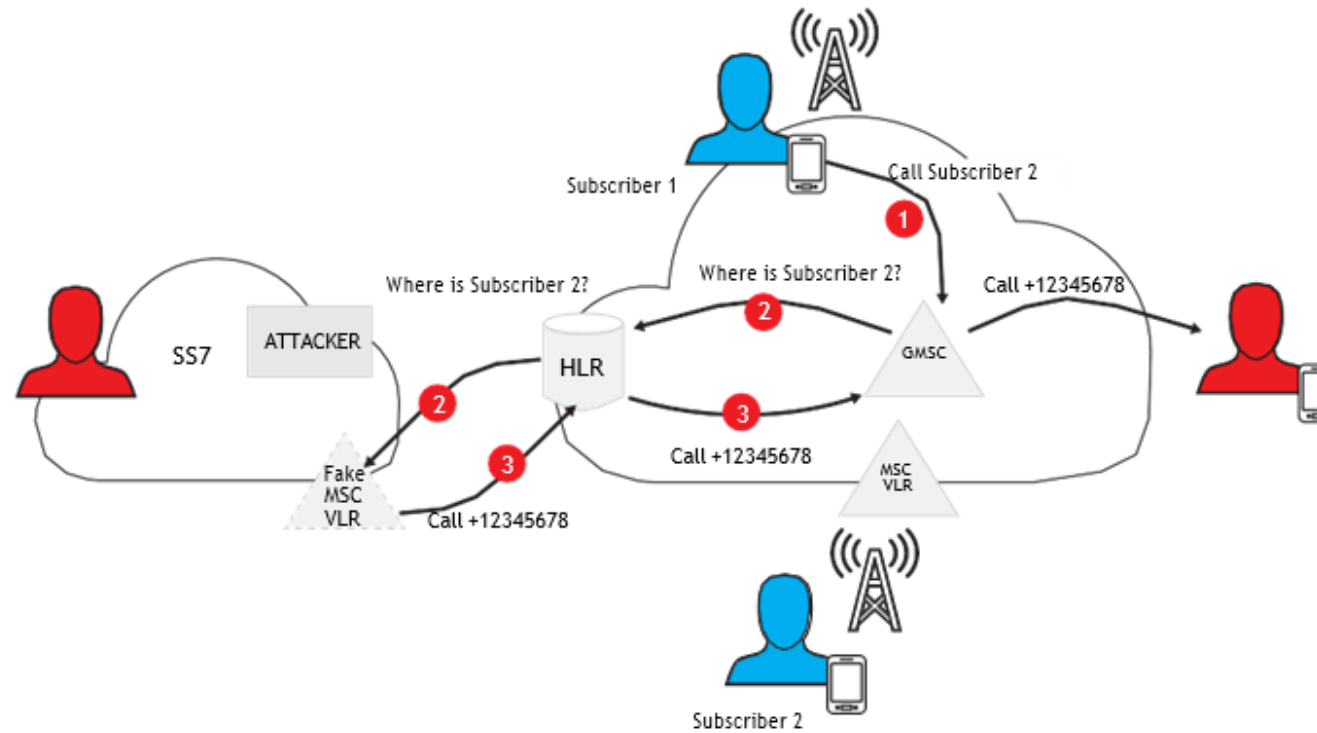 Call Subscriber 2
Subscriber 1
1
Where is Subscriber 2?
Where is Subscriber 2?
Call +12345678
2
SS7
ATTACKER
HLR
GMSC
2
3
Call +12345678
3
Fake
MSC
VLR
MSC
VLR
Call +12345678
Subscriber 2